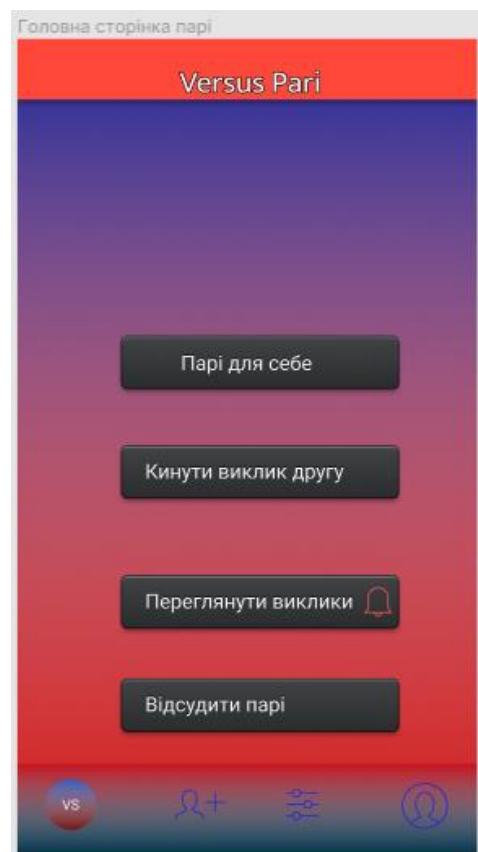 Головна сторінка парі
Versus Pari
Парі для себе
Кинути виклик другу
Переглянути виклики
Відсудити парі
VS